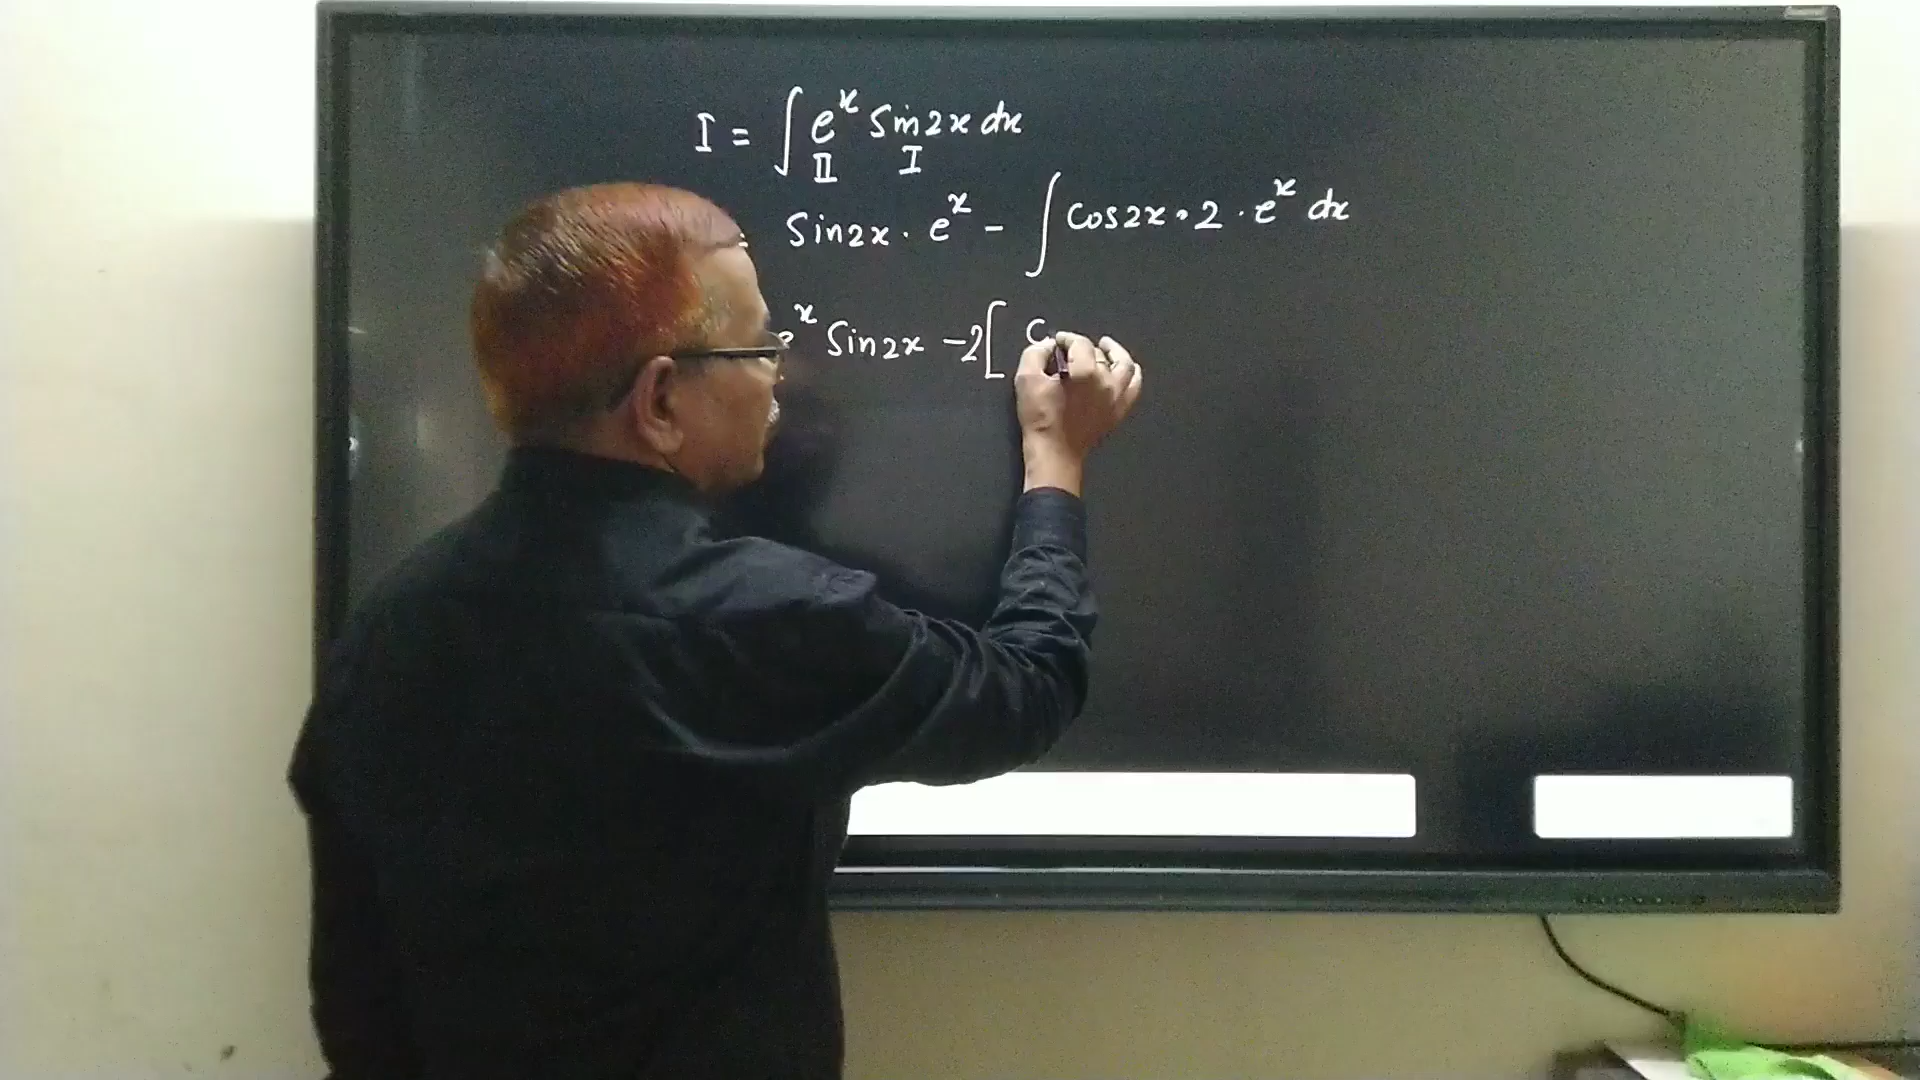 I = ∫ e^x Sin2x dx
II I
= Sin2x · e^x - ∫ Cos2x · 2 · e^x dx
e^x Sin2x - 2[ C